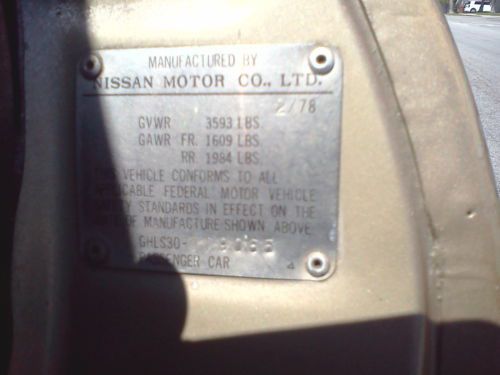 MANUFACTURED BY
NISSAN MOTOR CO., LTD.
2/78
GVWR 3593 LBS
GAWR FR. 1609 LBS
RR. 1984 LBS
VEHICLE CONFORMS TO ALL
FEDERAL MOTOR VEHICLE
STANDARDS IN EFFECT ON THE
OF MANUFACTURE SHOWN ABOVE
GHLS30-
PASSENGER CAR